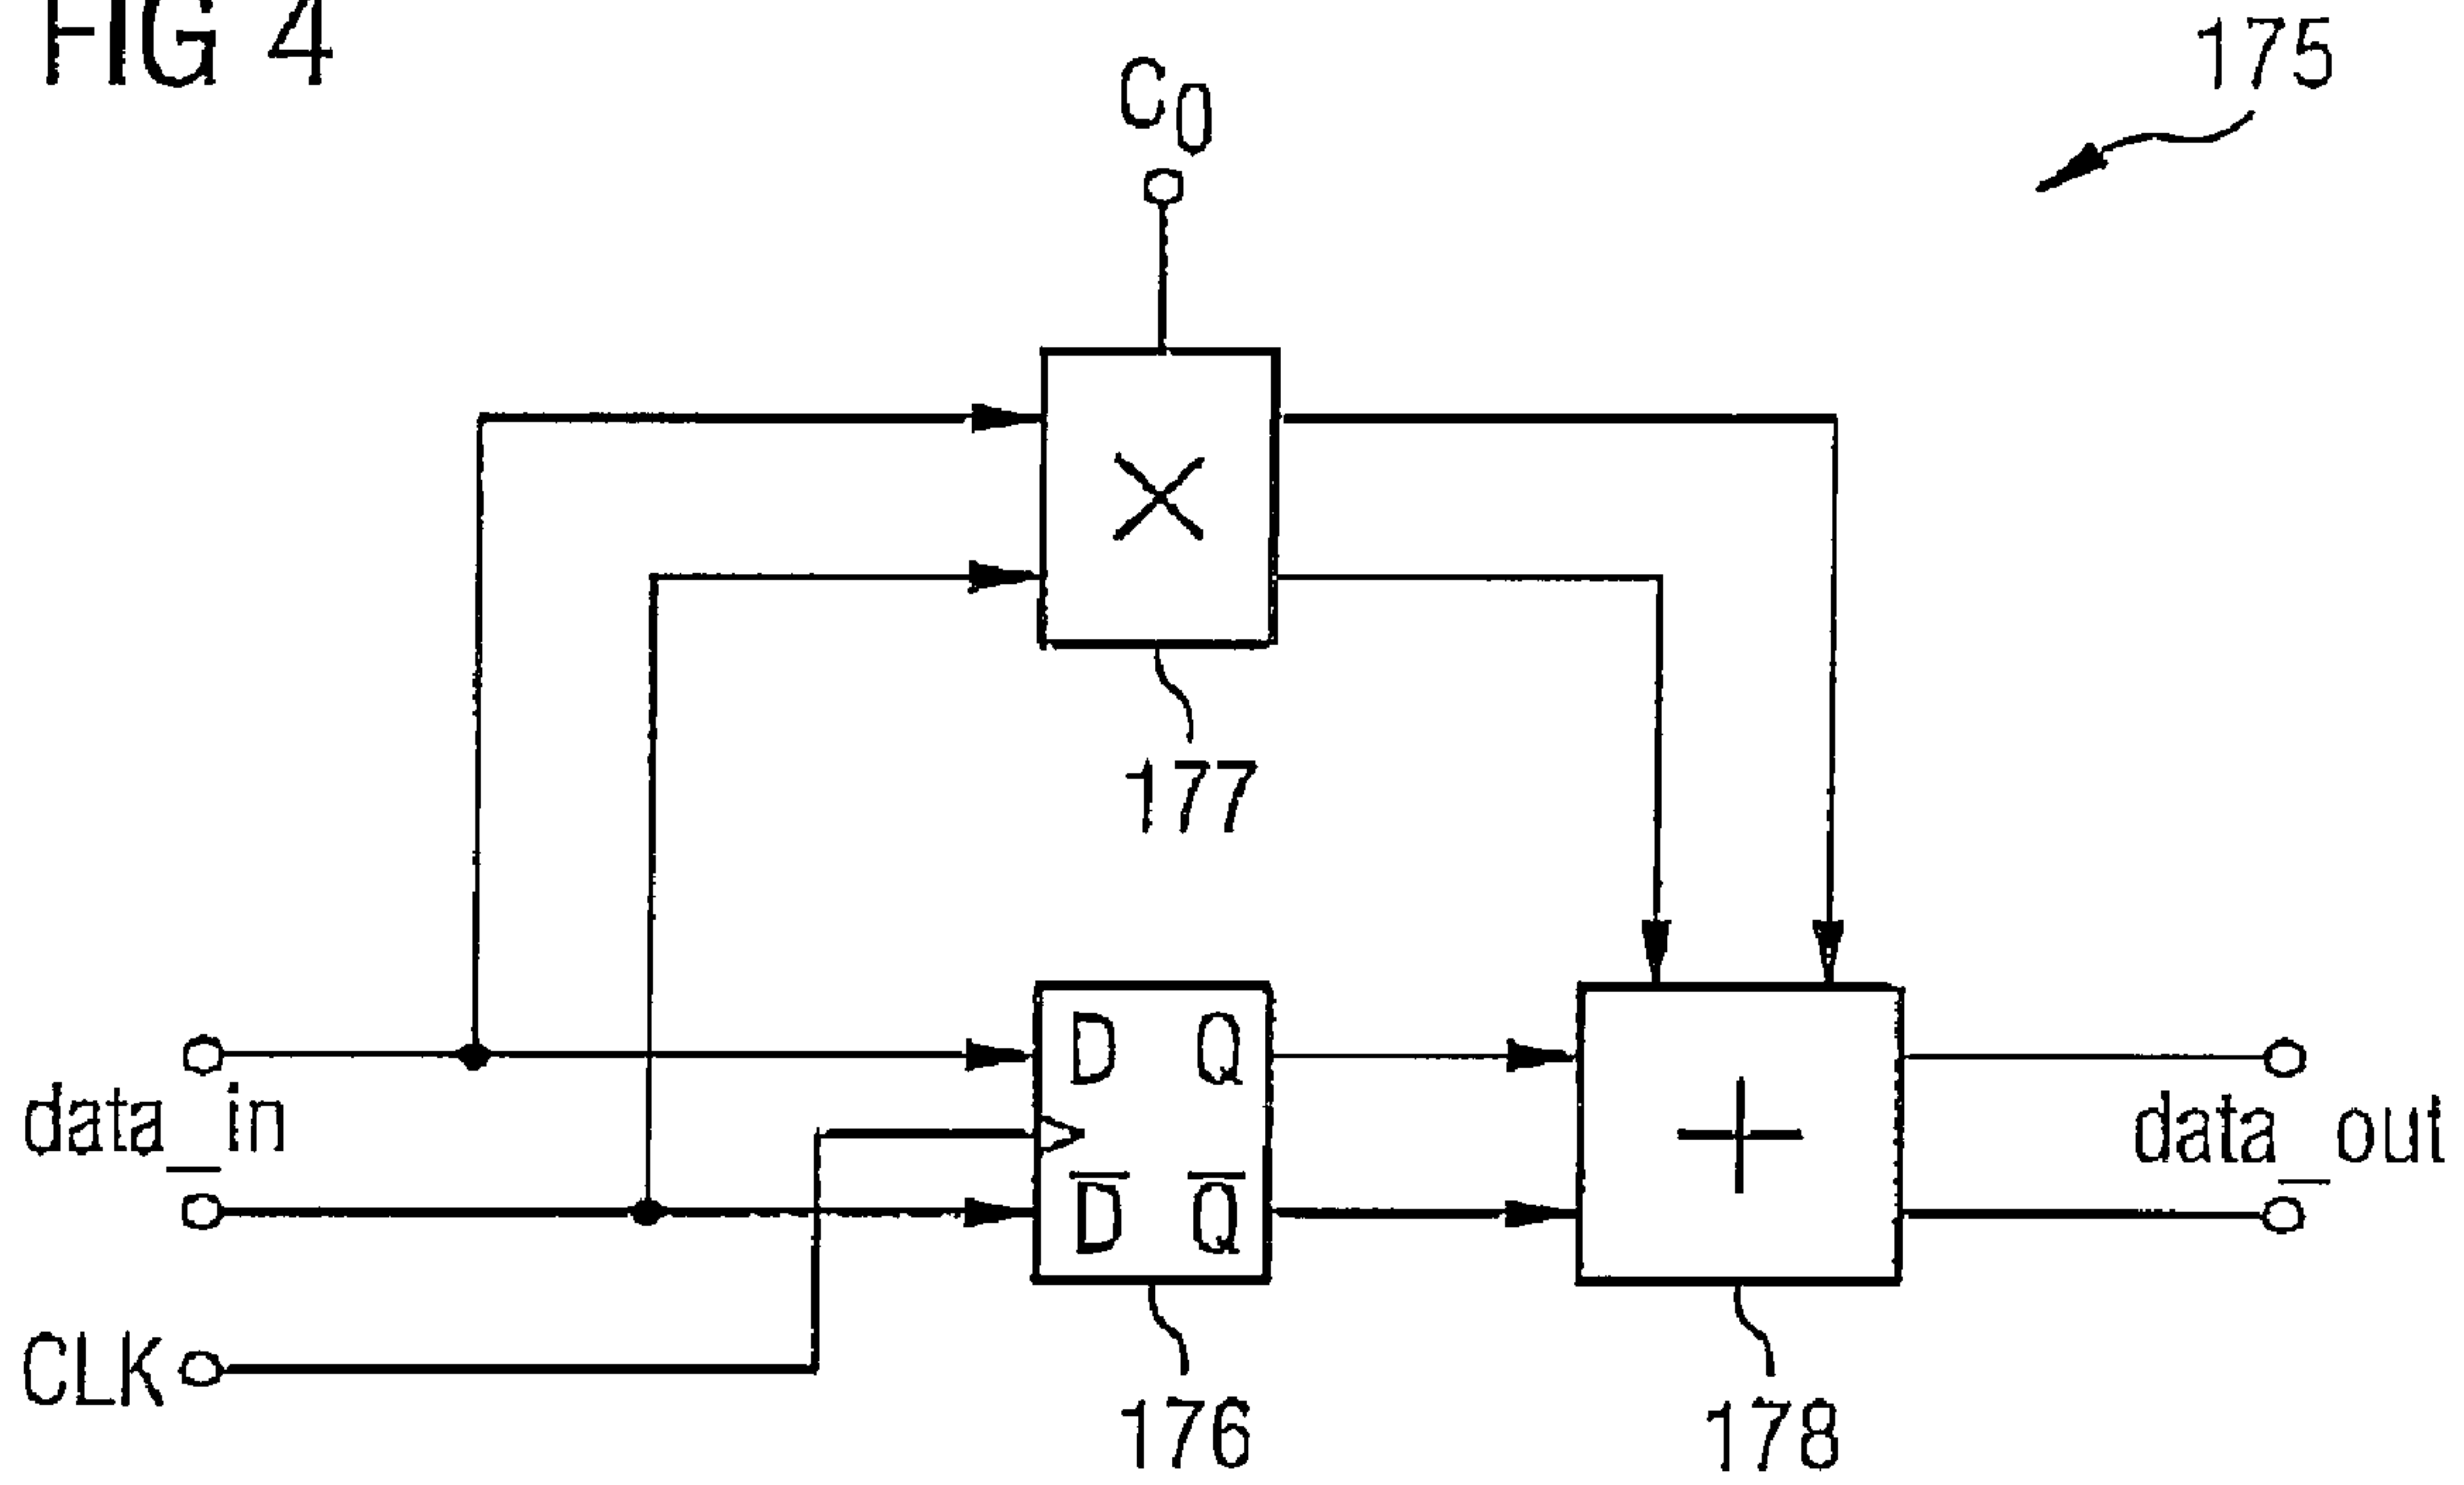 FIG 4
175
C0
177
D Q
data_in
D̅ Q̅
data_out
CLK
176
178